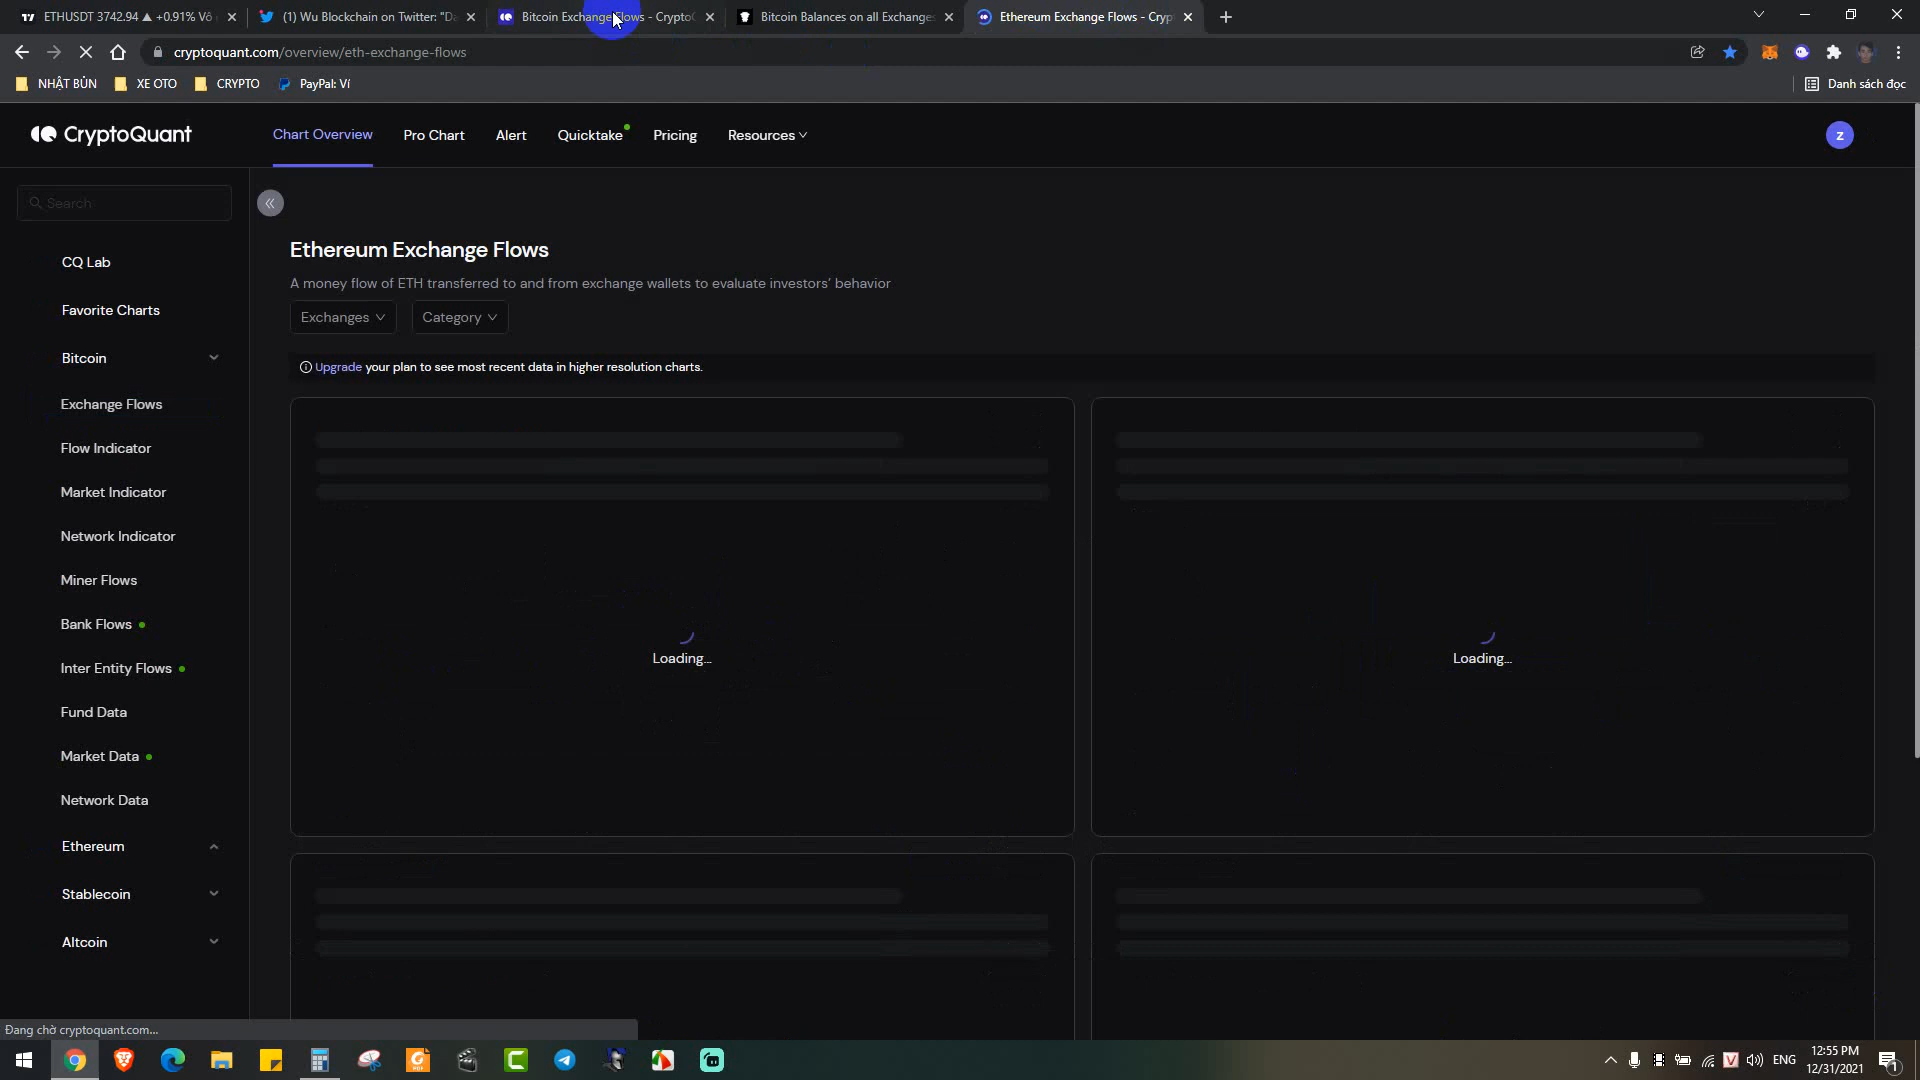 ETHUSDT 3742.94 ▲ +0.91% Vô
(1) Wu Blockchain on Twitter: "Da
Bitcoin Exchange Flows - Crypto
Bitcoin Balances on all Exchanges
Ethereum Exchange Flows - Cryp
cryptoquant.com/overview/eth-exchange-flows
NHẬT BỦN
XE OTO
CRYPTO
PayPal: Ví
Danh sách đọc
CryptoQuant
Chart Overview
Pro Chart
Alert
Quicktake
Pricing
Resources
z
Search
CQ Lab
Favorite Charts
Bitcoin
Exchange Flows
Flow Indicator
Market Indicator
Network Indicator
Miner Flows
Bank Flows
Inter Entity Flows
Fund Data
Market Data
Network Data
Ethereum
Stablecoin
Altcoin
Ethereum Exchange Flows
A money flow of ETH transferred to and from exchange wallets to evaluate investors' behavior
Exchanges
Category
Upgrade your plan to see most recent data in higher resolution charts.
Loading...
Loading...
Đang chờ cryptoquant.com...
ENG
12:55 PM
12/31/2021